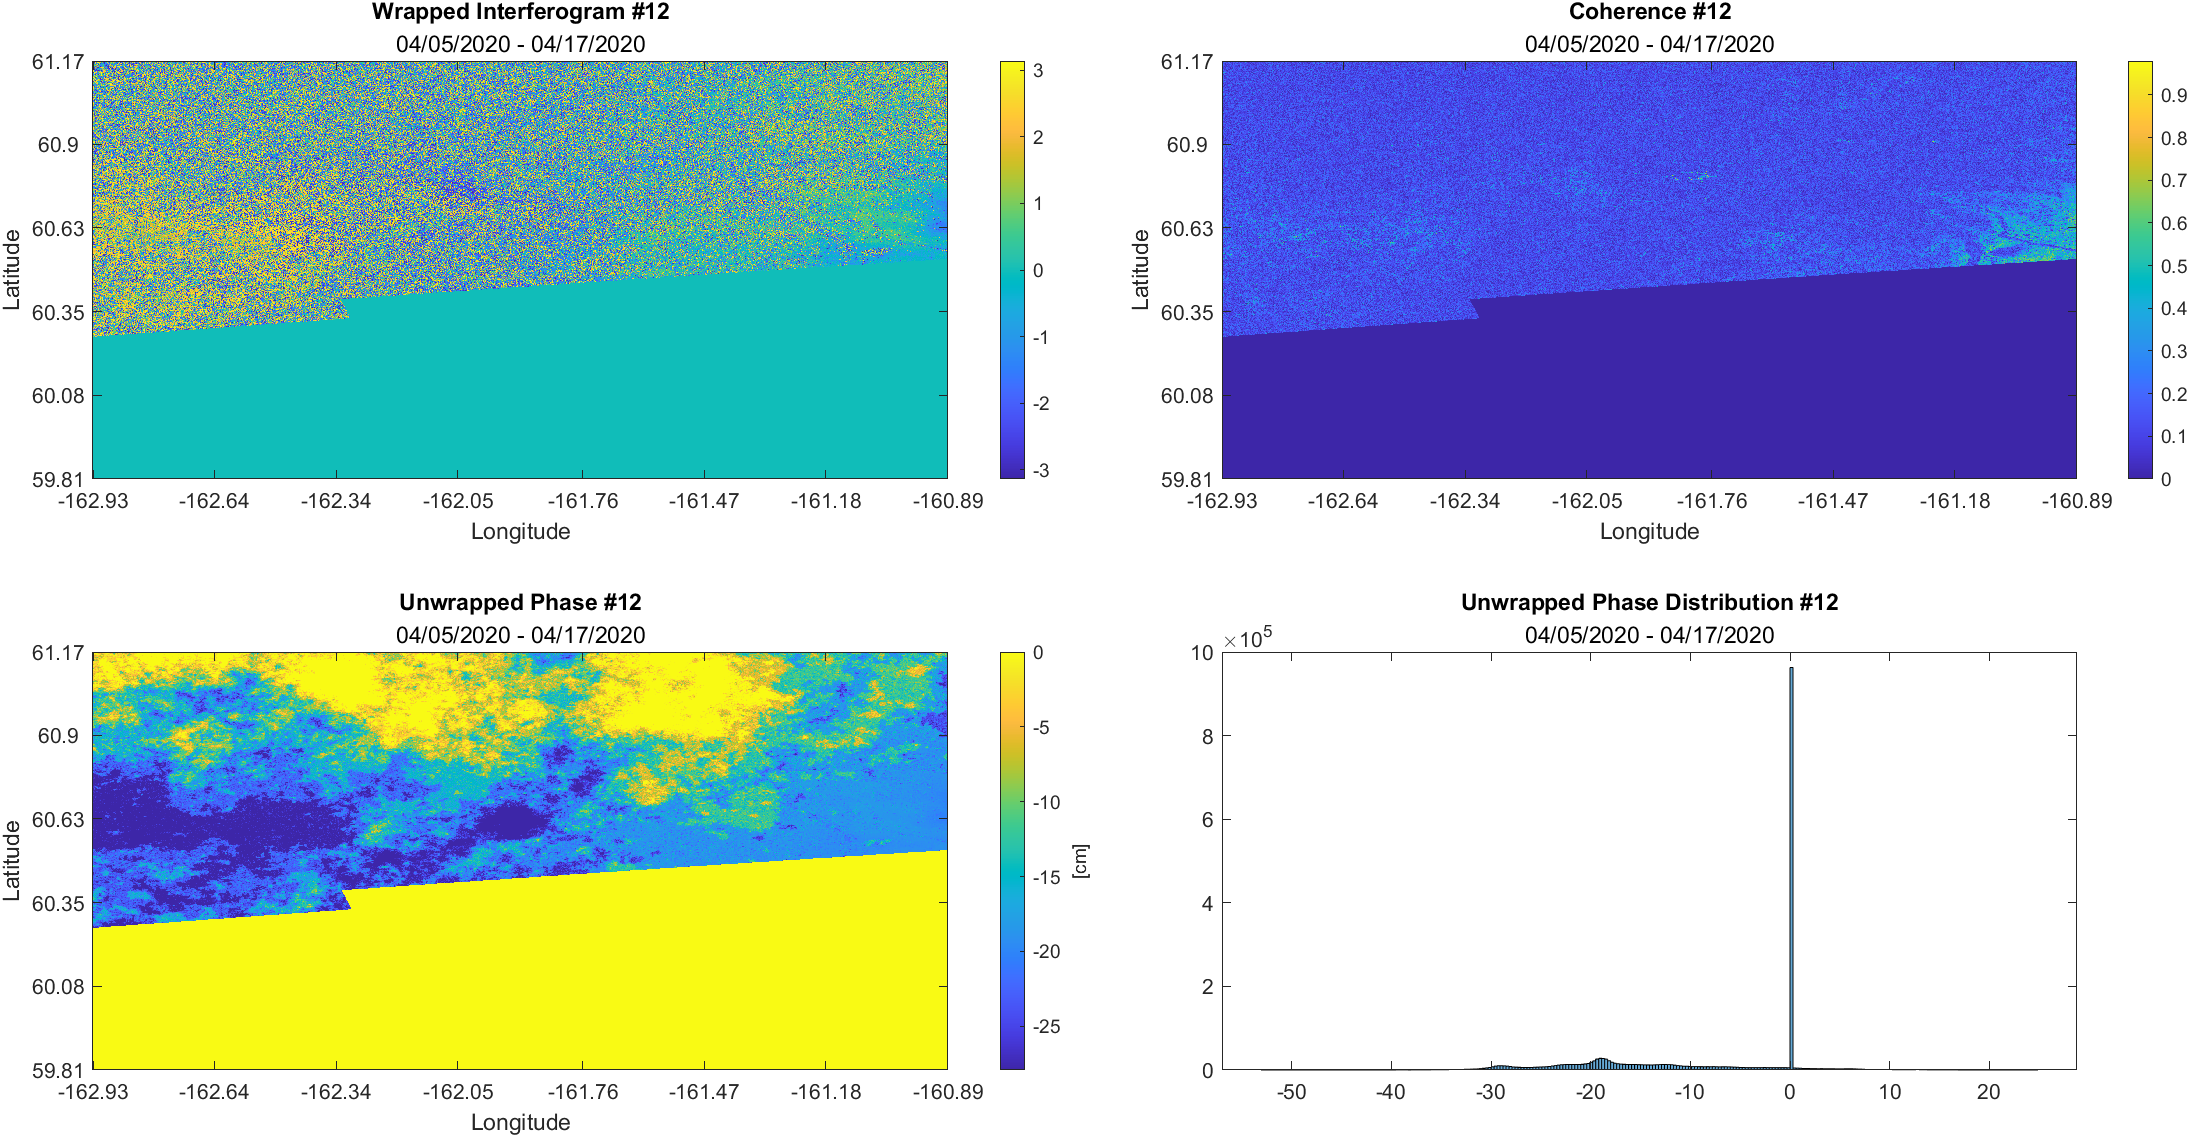 Wrapped Interferogram #12
04/05/2020 - 04/17/2020
61.17
60.9
60.63
60.35
60.08
59.81
Latitude
-162.93 -162.64 -162.34 -162.05 -161.76 -161.47 -161.18 -160.89
Longitude
3
2
1
0
-1
-2
-3
Coherence #12
04/05/2020 - 04/17/2020
61.17
60.9
60.63
60.35
60.08
59.81
Latitude
-162.93 -162.64 -162.34 -162.05 -161.76 -161.47 -161.18 -160.89
Longitude
0.9
0.8
0.7
0.6
0.5
0.4
0.3
0.2
0.1
0
Unwrapped Phase #12
04/05/2020 - 04/17/2020
61.17
60.9
60.63
60.35
60.08
59.81
Latitude
-162.93 -162.64 -162.34 -162.05 -161.76 -161.47 -161.18 -160.89
Longitude
0
-5
-10
-15
-20
-25
[cm]
Unwrapped Phase Distribution #12
04/05/2020 - 04/17/2020
×10⁵
10
8
6
4
2
0
-50 -40 -30 -20 -10 0 10 20